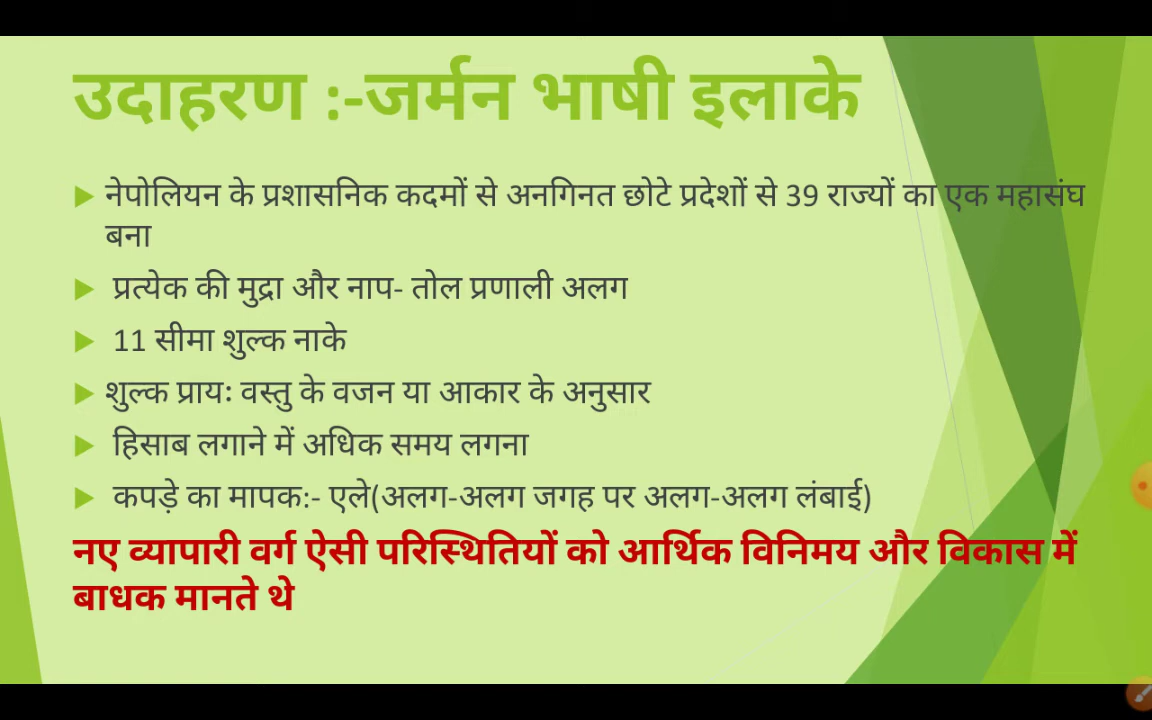 उदाहरण :-जर्मन भाषी इलाके
नेपोलियन के प्रशासनिक कदमों से अनगिनत छोटे प्रदेशों से 39 राज्यों का एक महासंघ
बना
प्रत्येक की मुद्रा और नाप- तोल प्रणाली अलग
11 सीमा शुल्क नाके
शुल्क प्रायः वस्तु के वजन या आकार के अनुसार
हिसाब लगाने में अधिक समय लगना
कपड़े का मापक:- एले(अलग-अलग जगह पर अलग-अलग लंबाई)
नए व्यापारी वर्ग ऐसी परिस्थितियों को आर्थिक विनिमय और विकास में
बाधक मानते थे